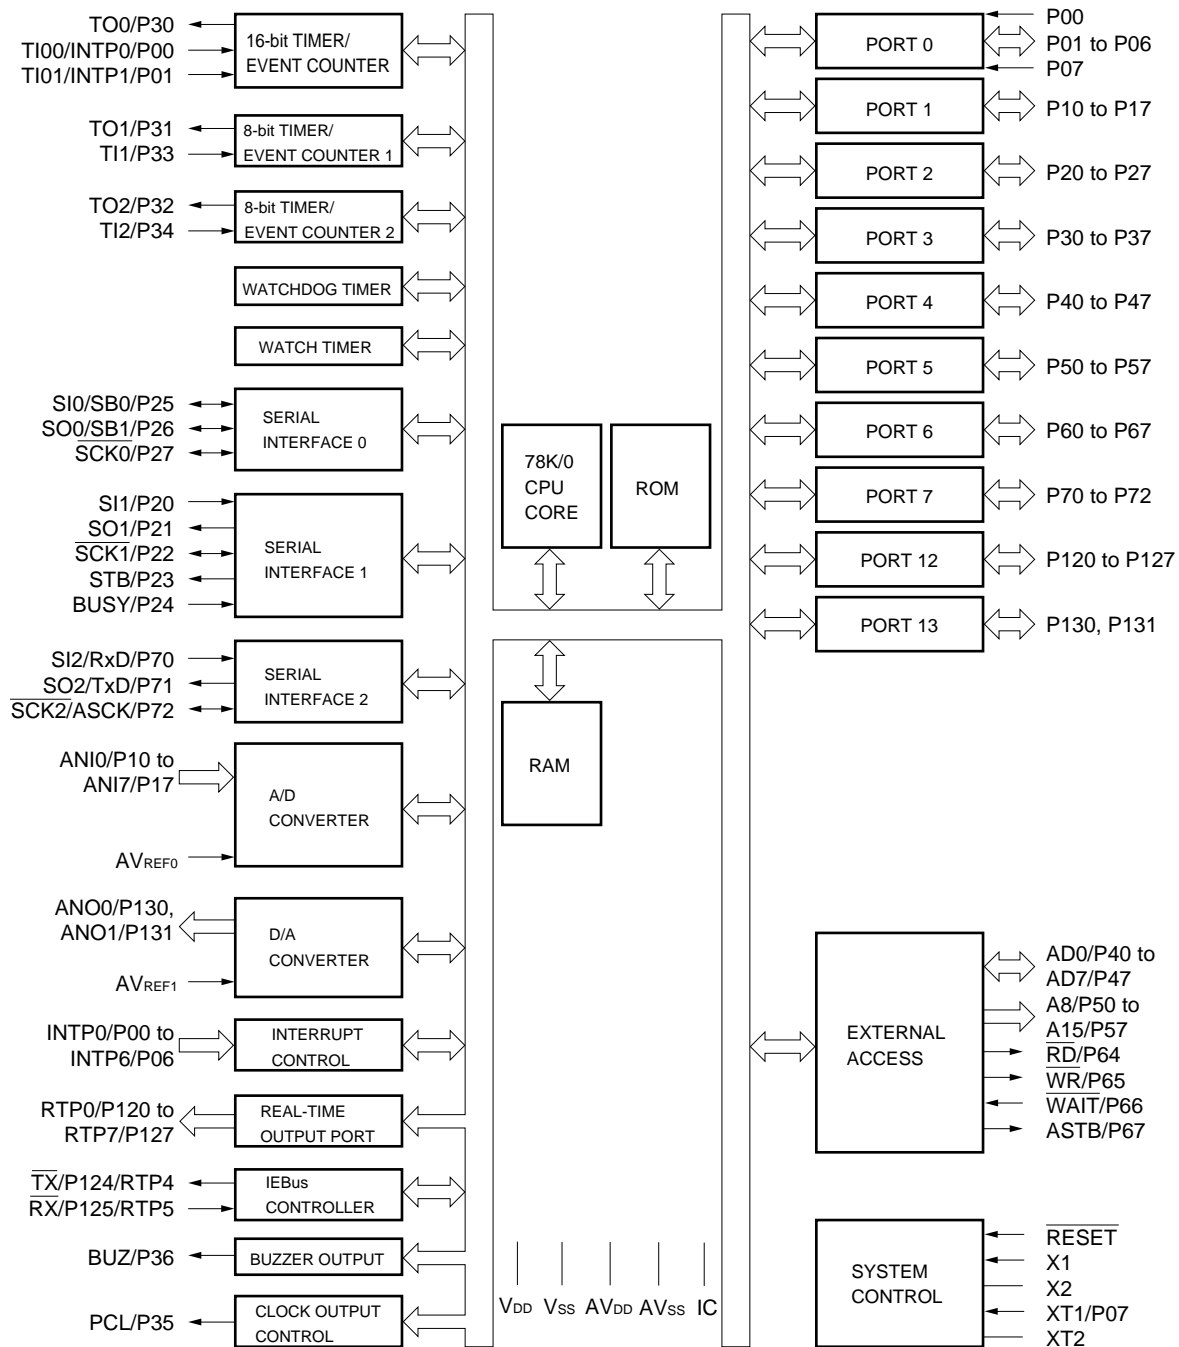 TO0/P30
TI00/INTP0/P00
TI01/INTP1/P01
16-bit TIMER/
EVENT COUNTER
TO1/P31
TI1/P33
8-bit TIMER/
EVENT COUNTER 1
TO2/P32
TI2/P34
8-bit TIMER/
EVENT COUNTER 2
WATCHDOG TIMER
WATCH TIMER
SI0/SB0/P25
SO0/SB1/P26
SCK0/P27
SERIAL
INTERFACE 0
SI1/P20
SO1/P21
SCK1/P22
STB/P23
BUSY/P24
SERIAL
INTERFACE 1
SI2/RxD/P70
SO2/TxD/P71
SCK2/ASCK/P72
SERIAL
INTERFACE 2
ANI0/P10 to
ANI7/P17
AVREF0
A/D
CONVERTER
ANO0/P130,
ANO1/P131
AVREF1
D/A
CONVERTER
INTP0/P00 to
INTP6/P06
INTERRUPT
CONTROL
RTP0/P120 to
RTP7/P127
REAL-TIME
OUTPUT PORT
TX/P124/RTP4
RX/P125/RTP5
IEBus
CONTROLLER
BUZ/P36
BUZZER OUTPUT
PCL/P35
CLOCK OUTPUT
CONTROL
78K/0
CPU
CORE
ROM
RAM
VDD
VSS
AVDD
AVSS
IC
PORT 0
P00
P01 to P06
P07
PORT 1
P10 to P17
PORT 2
P20 to P27
PORT 3
P30 to P37
PORT 4
P40 to P47
PORT 5
P50 to P57
PORT 6
P60 to P67
PORT 7
P70 to P72
PORT 12
P120 to P127
PORT 13
P130, P131
EXTERNAL
ACCESS
AD0/P40 to
AD7/P47
A8/P50 to
A15/P57
RD/P64
WR/P65
WAIT/P66
ASTB/P67
SYSTEM
CONTROL
RESET
X1
X2
XT1/P07
XT2